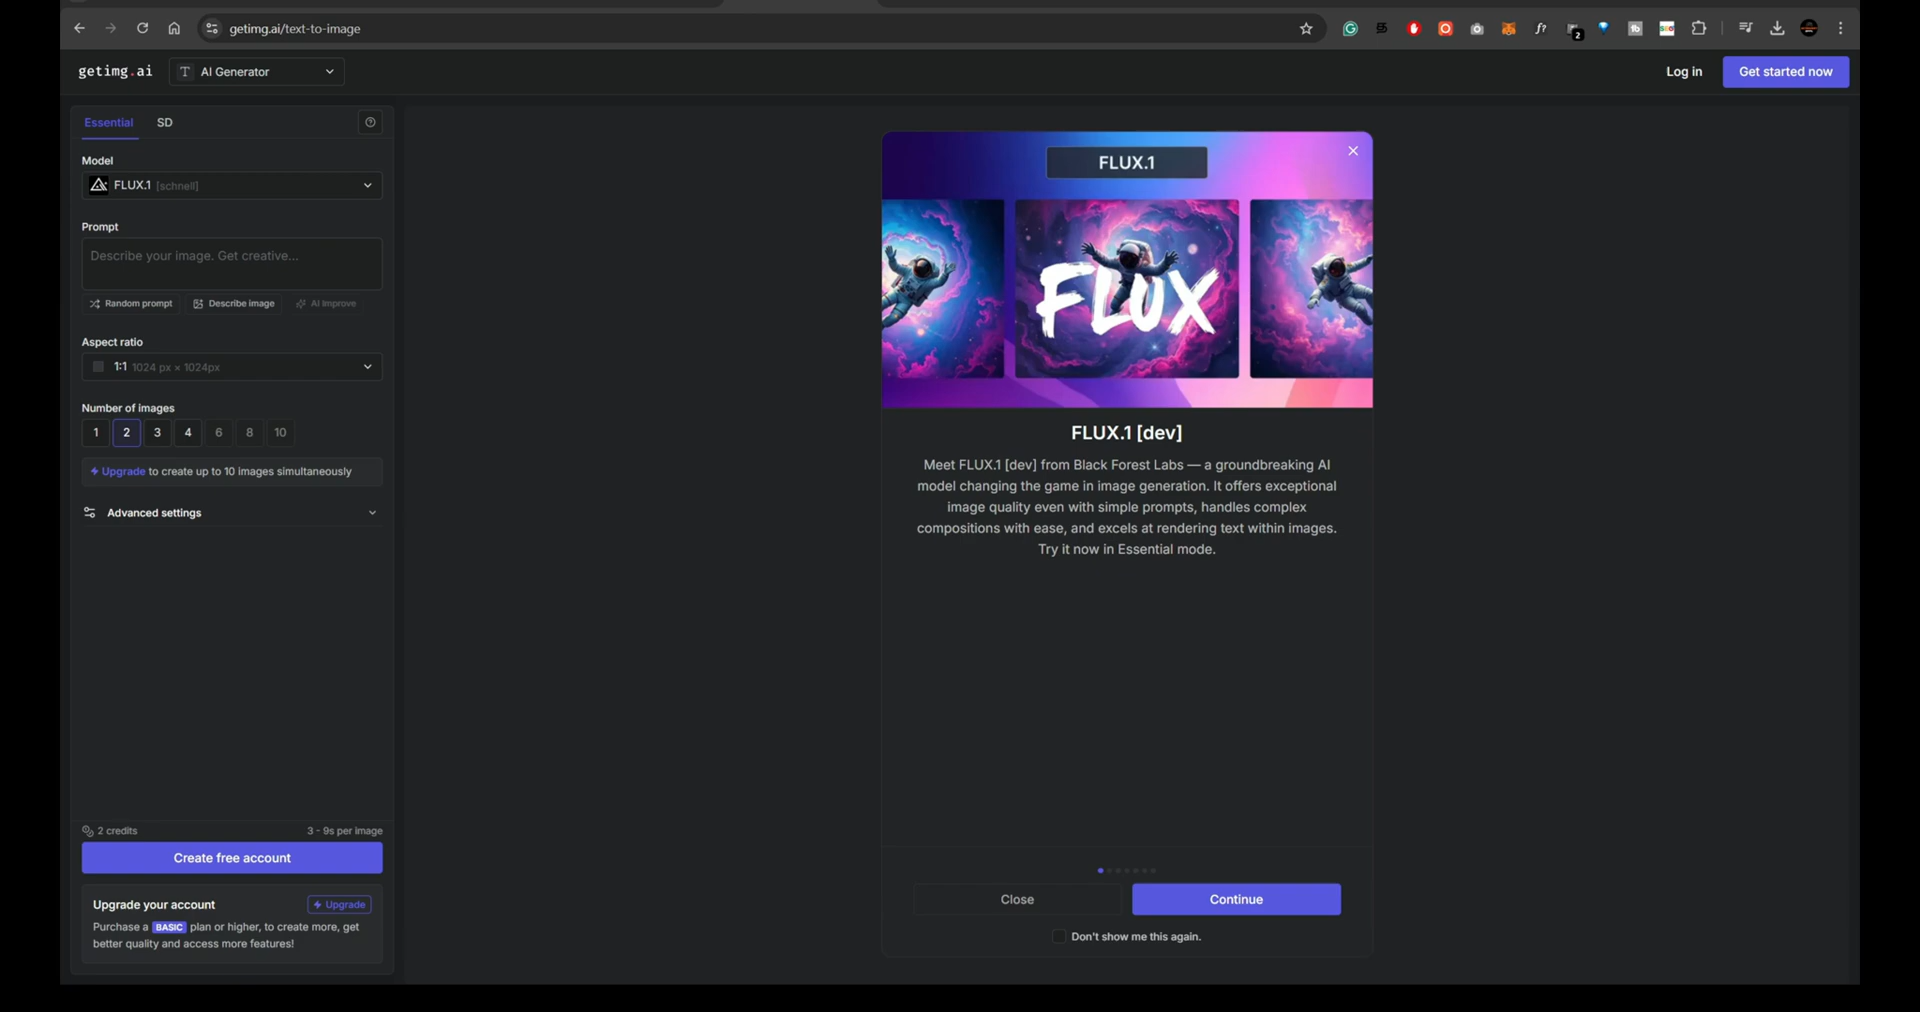 getimg.ai/text-to-image
2
getimg.ai
T AI Generator
Log in
Get started now
Essential
SD
Model
FLUX.1 [schnell]
Prompt
Describe your image. Get creative...
Random prompt
Describe image
AI Improve
Aspect ratio
1:1 1024 px × 1024px
Number of images
1 2 3 4 6 8 10
Upgrade to create up to 10 images simultaneously
Advanced settings
2 credits
3 - 9s per image
Create free account
Upgrade your account
Upgrade
Purchase a BASIC plan or higher, to create more, get
better quality and access more features!
FLUX.1
FLUX
FLUX.1 [dev]
Meet FLUX.1 [dev] from Black Forest Labs — a groundbreaking AI
model changing the game in image generation. It offers exceptional
image quality even with simple prompts, handles complex
compositions with ease, and excels at rendering text within images.
Try it now in Essential mode.
Close
Continue
Don't show me this again.